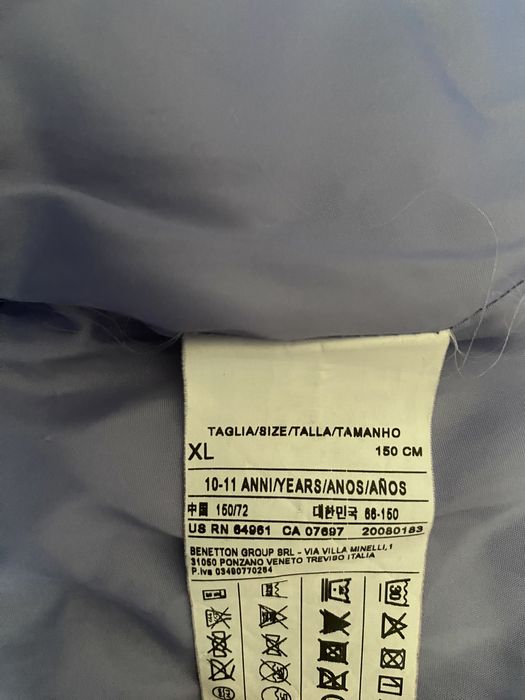 TAGLIA/SIZE/TALLA/TAMANHO
XL 150 CM
10-11 ANNI/YEARS/ANOS/AÑOS
中国 150/72 대한민국 66-150
US RN 64961 CA 07697 20080183
BENETTON GROUP SRL - VIA VILLA MINELLI,1
31050 PONZANO VENETO TREVISO ITALIA
P.Iva 03490770264